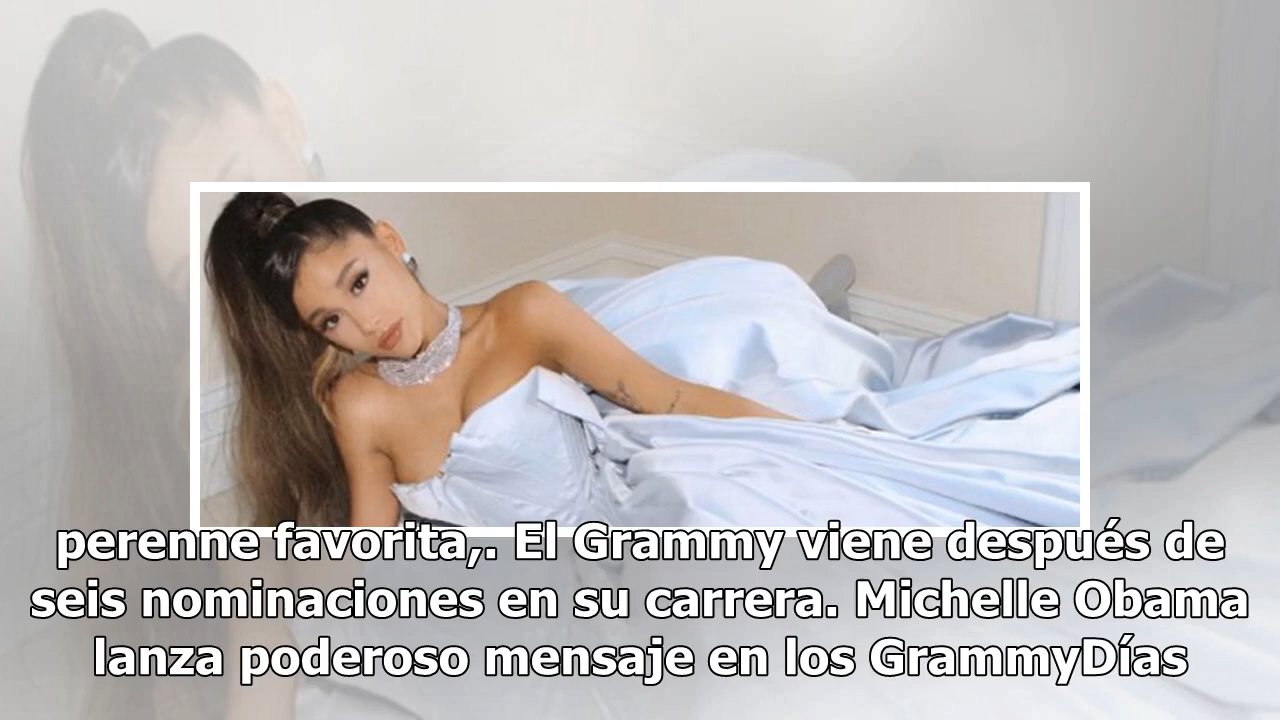 perenne favorita,. El Grammy viene después de
seis nominaciones en su carrera. Michelle Obama
lanza poderoso mensaje en los GrammyDías